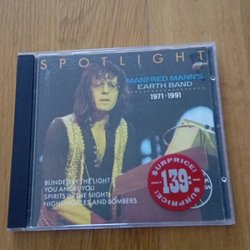 SPOTLIGHT
MANFRED MANN'S
EARTH BAND
1971-1991
BLINDED BY THE LIGHT
YOU ANGEL YOU
SPIRITS IN THE NIGHT
NIGHTINGALES AND BOMBERS
SURPRICE!
139:-
SURPRICE!